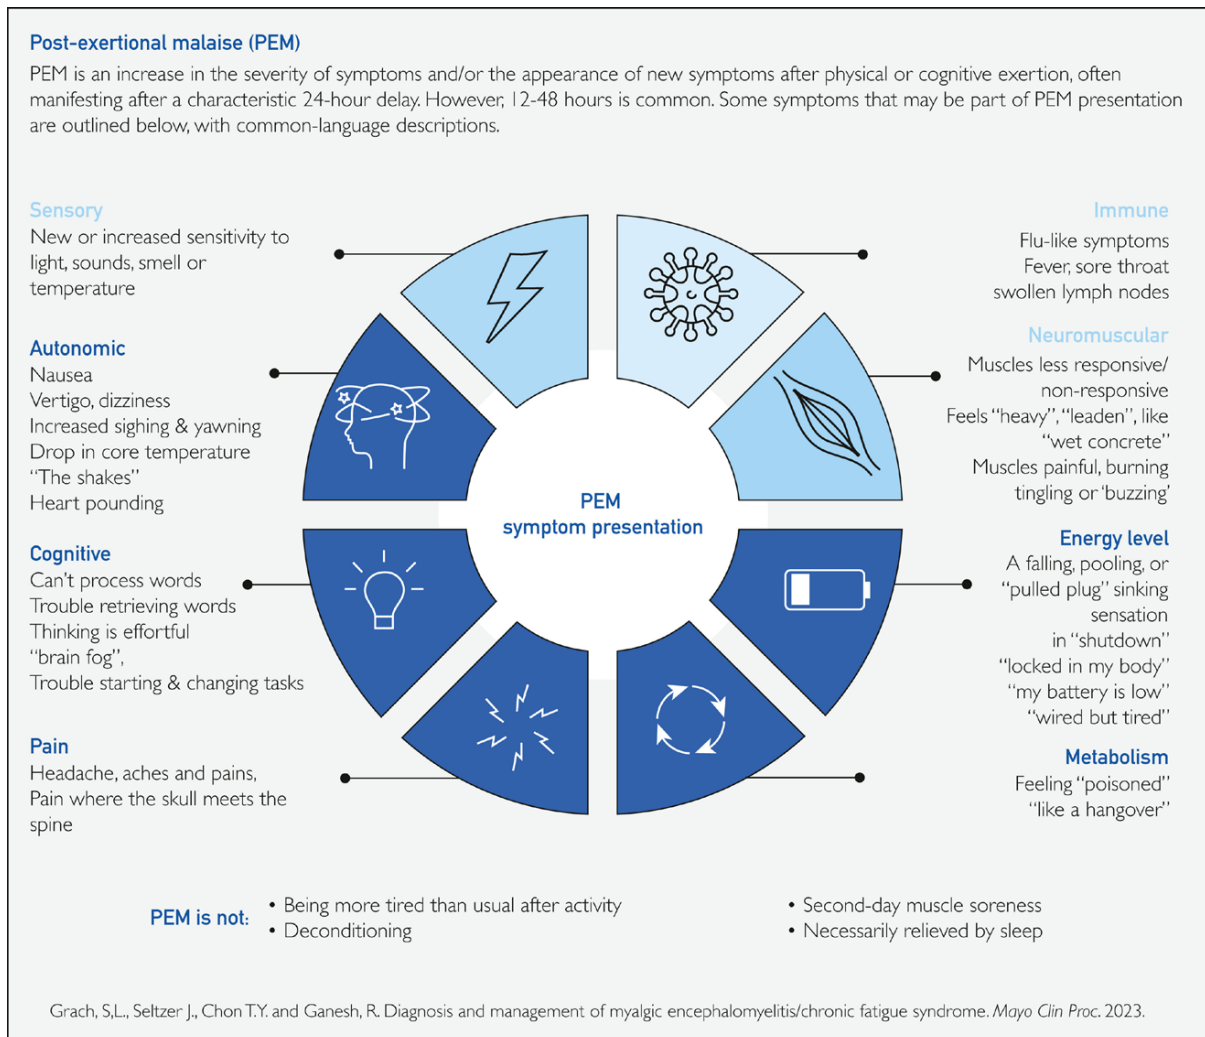 Post-exertional malaise (PEM)
PEM is an increase in the severity of symptoms and/or the appearance of new symptoms after physical or cognitive exertion, often
manifesting after a characteristic 24-hour delay. However, 12-48 hours is common. Some symptoms that may be part of PEM presentation
are outlined below, with common-language descriptions.
Sensory
New or increased sensitivity to
light, sounds, smell or
temperature
Autonomic
Nausea
Vertigo, dizziness
Increased sighing & yawning
Drop in core temperature
“The shakes”
Heart pounding
Cognitive
Can’t process words
Trouble retrieving words
Thinking is effortful
“brain fog”,
Trouble starting & changing tasks
Pain
Headache, aches and pains,
Pain where the skull meets the
spine
PEM
symptom presentation
Immune
Flu-like symptoms
Fever, sore throat
swollen lymph nodes
Neuromuscular
Muscles less responsive/
non-responsive
Feels “heavy”, “leaden”, like
“wet concrete”
Muscles painful, burning
tingling or ‘buzzing’
Energy level
A falling, pooling, or
“pulled plug” sinking
sensation
in “shutdown”
“locked in my body”
“my battery is low”
“wired but tired”
Metabolism
Feeling “poisoned”
“like a hangover”
PEM is not:
• Being more tired than usual after activity
• Deconditioning
• Second-day muscle soreness
• Necessarily relieved by sleep
Grach, S,L., Seltzer J., Chon T.Y. and Ganesh, R. Diagnosis and management of myalgic encephalomyelitis/chronic fatigue syndrome. Mayo Clin Proc. 2023.